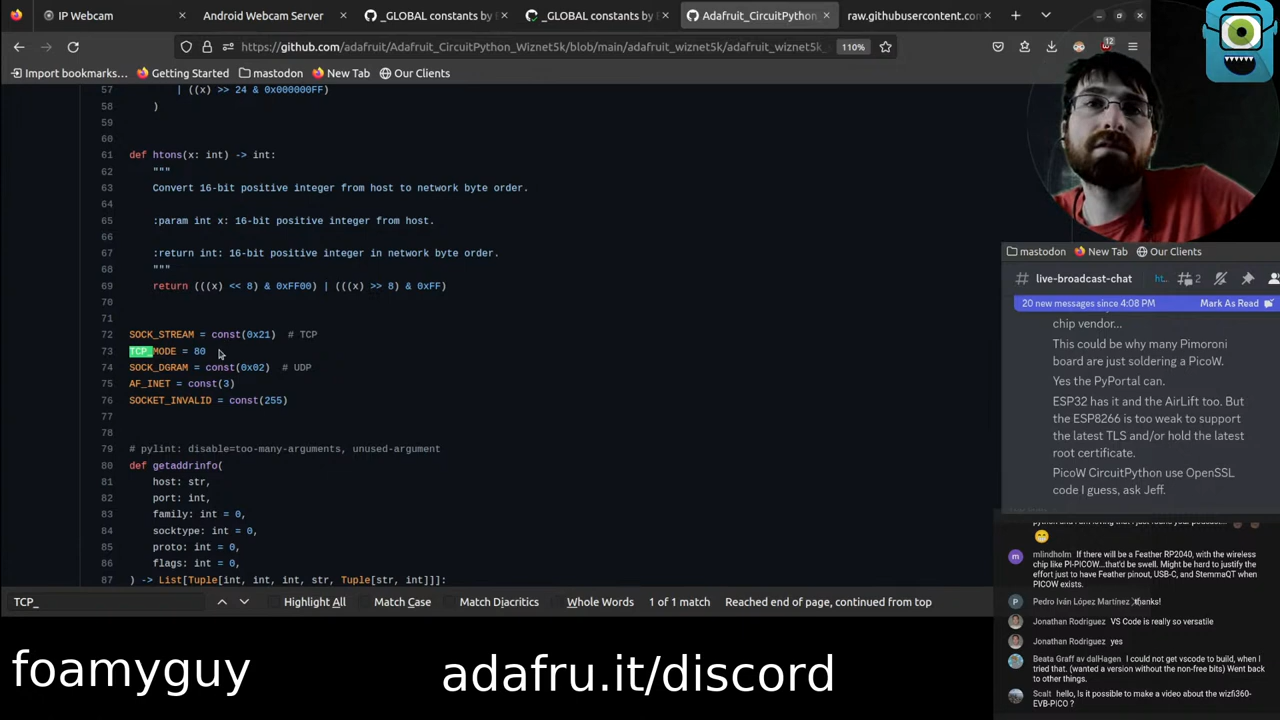 IP Webcam
Android Webcam Server
_GLOBAL constants by
_GLOBAL constants by
Adafruit_CircuitPython_
raw.githubusercontent.com
https://github.com/adafruit/Adafruit_CircuitPython_Wiznet5k/blob/main/adafruit_wiznet5k/adafruit_wiznet5k_
110%
12
Import bookmarks...
Getting Started
mastodon
New Tab
Our Clients
57 | ((x) >> 24 & 0x000000FF)
58 )
59
60
61 def htons(x: int) -> int:
62 """
63 Convert 16-bit positive integer from host to network byte order.
64
65 :param int x: 16-bit positive integer from host.
66
67 :return int: 16-bit positive integer in network byte order.
68 """
69 return (((x) << 8) & 0xFF00) | (((x) >> 8) & 0xFF)
70
71
72 SOCK_STREAM = const(0x21) # TCP
73 TCP_MODE = 80
74 SOCK_DGRAM = const(0x02) # UDP
75 AF_INET = const(3)
76 SOCKET_INVALID = const(255)
77
78
79 # pylint: disable=too-many-arguments, unused-argument
80 def getaddrinfo(
81 host: str,
82 port: int,
83 family: int = 0,
84 socktype: int = 0,
85 proto: int = 0,
86 flags: int = 0,
87 ) -> List[Tuple[int, int, int, str, Tuple[str, int]]]:
TCP_
Highlight All
Match Case
Match Diacritics
Whole Words
1 of 1 match
Reached end of page, continued from top
mastodon
New Tab
Our Clients
# live-broadcast-chat
ht...
2
20 new messages since 4:08 PM
Mark As Read
chip vendor...
This could be why many Pimoroni
board are just soldering a PicoW.
Yes the PyPortal can.
ESP32 has it and the AirLift too. But
the ESP8266 is too weak to support
the latest TLS and/or hold the latest
root certificate.
PicoW CircuitPython use OpenSSL
code I guess, ask Jeff.
python and I am loving that I just found your podcast...
m
mlindholm If there will be a Feather RP2040, with the wireless
chip like PI-PICOW...that'd be swell. Might be hard to justify the
effort just to have Feather pinout, USB-C, and StemmaQT when
PICOW exists.
P
Pedro Iván López Martínez thanks!
Jonathan Rodriguez VS Code is really so versatile
Jonathan Rodriguez yes
Beata Graff av dalHagen I could not get vscode to build, when I
tried that. (wanted a version without the non-free bits) Went back
to other things.
Scalt hello, Is it possible to make a video about the wizfi360-
EVB-PICO ?
foamyguy
adafru.it/discord